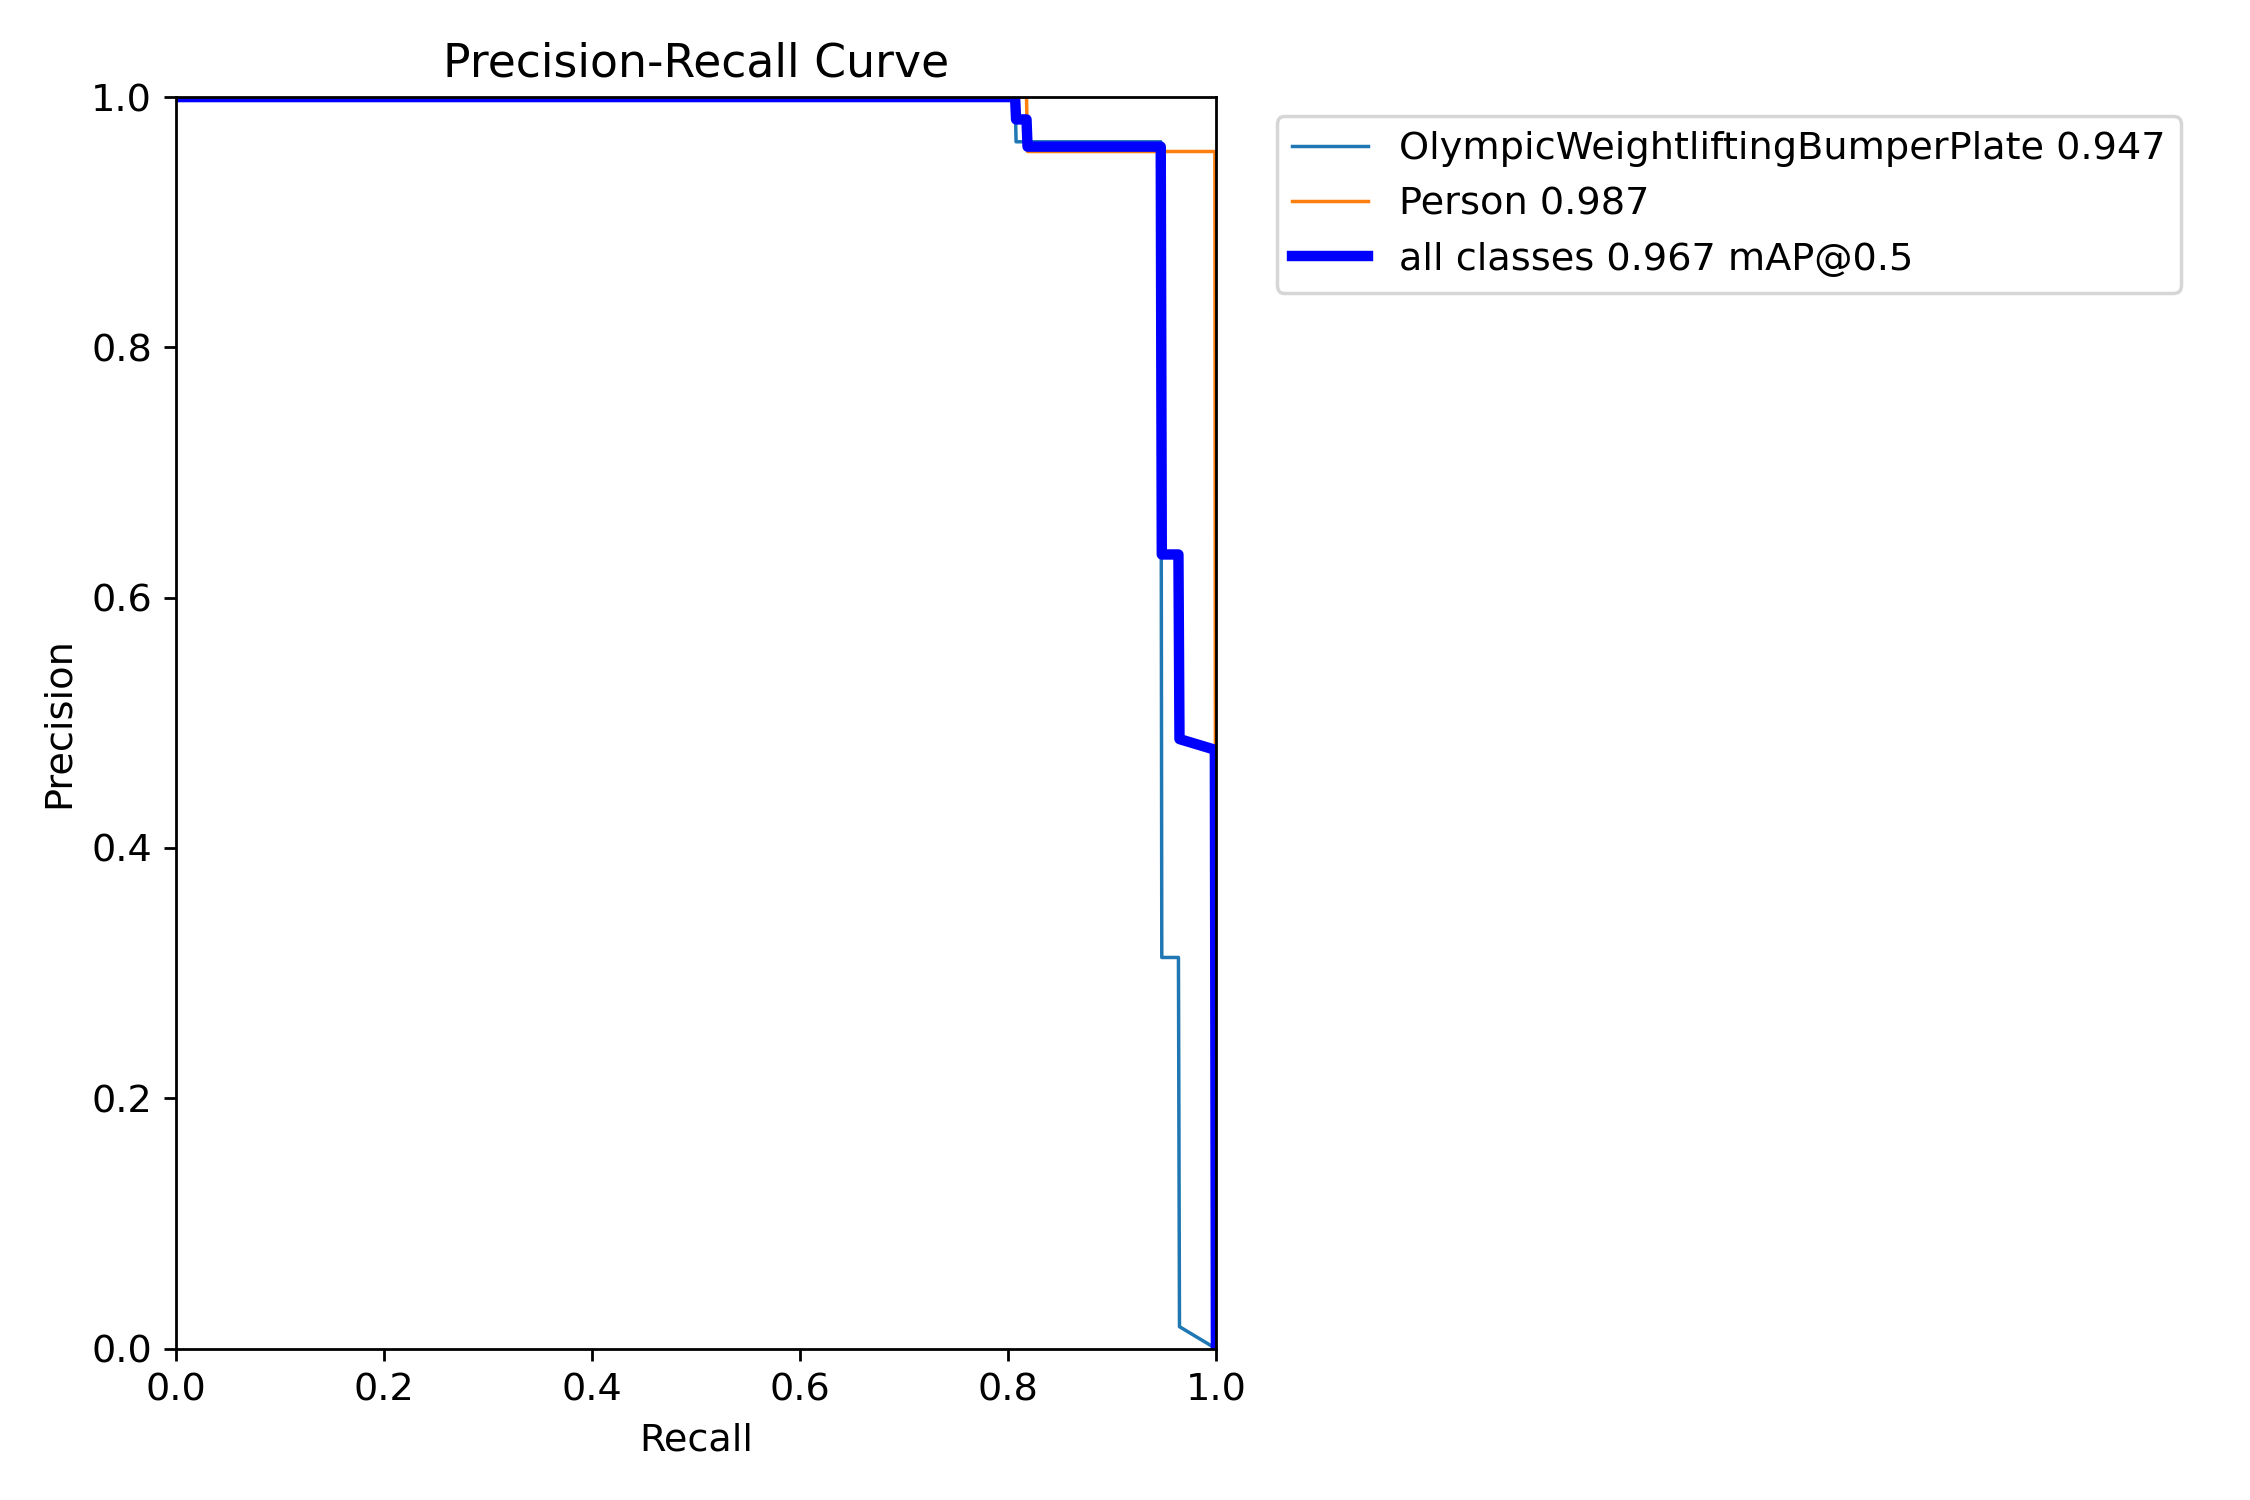 Precision-Recall Curve
1.0
0.8
0.6
0.4
0.2
0.0
Precision
0.0 0.2 0.4 0.6 0.8 1.0
Recall
OlympicWeightliftingBumperPlate 0.947
Person 0.987
all classes 0.967 mAP@0.5